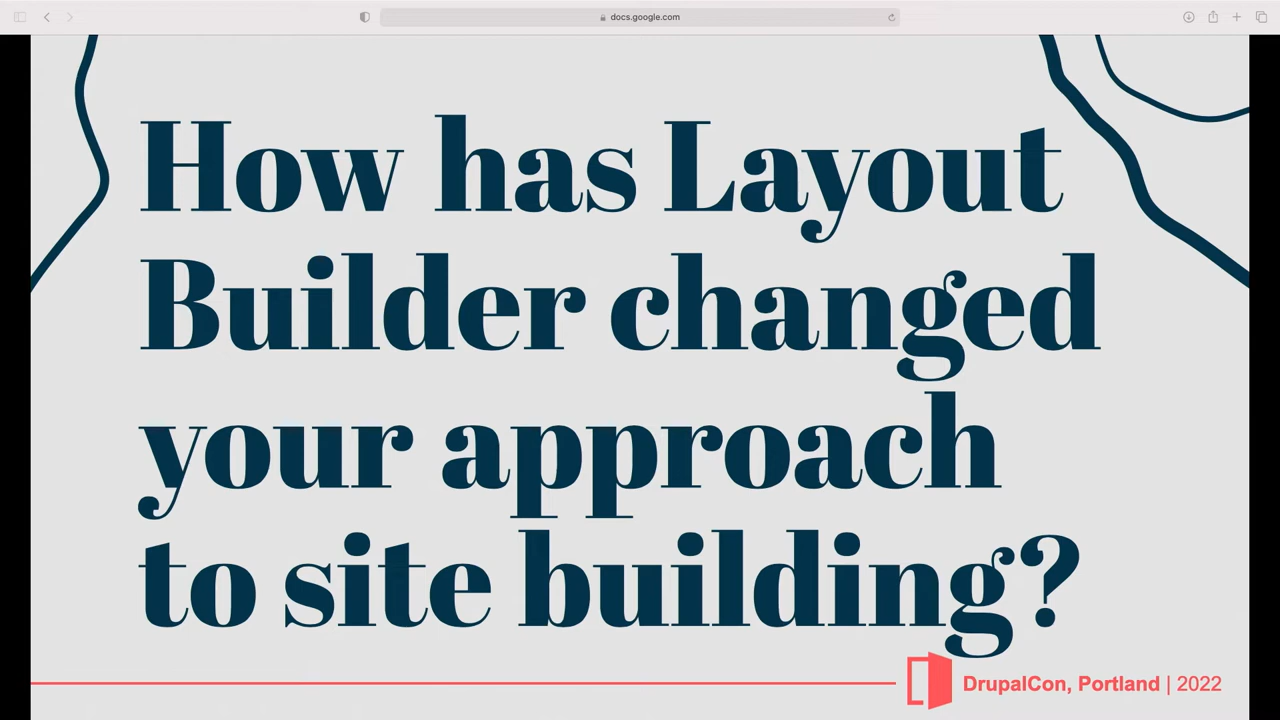 docs.google.com
How has Layout
Builder changed
your approach
to site building?
DrupalCon, Portland | 2022